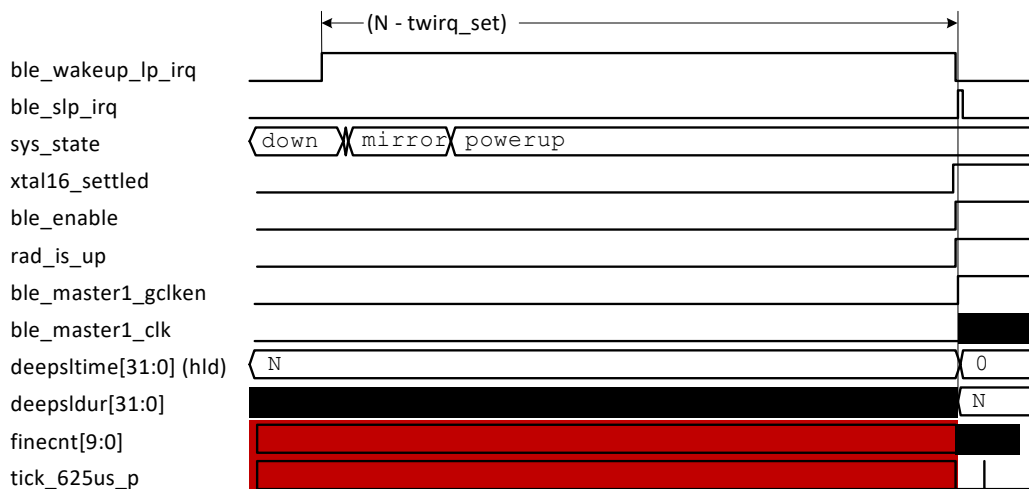 (N - twirq_set)
ble_wakeup_lp_irq
ble_slp_irq
sys_state down mirror powerup
xtal16_settled
ble_enable
rad_is_up
ble_master1_gclken
ble_master1_clk
deepsltime[31:0] (hld) N 0
deepsldur[31:0] N
finecnt[9:0]
tick_625us_p